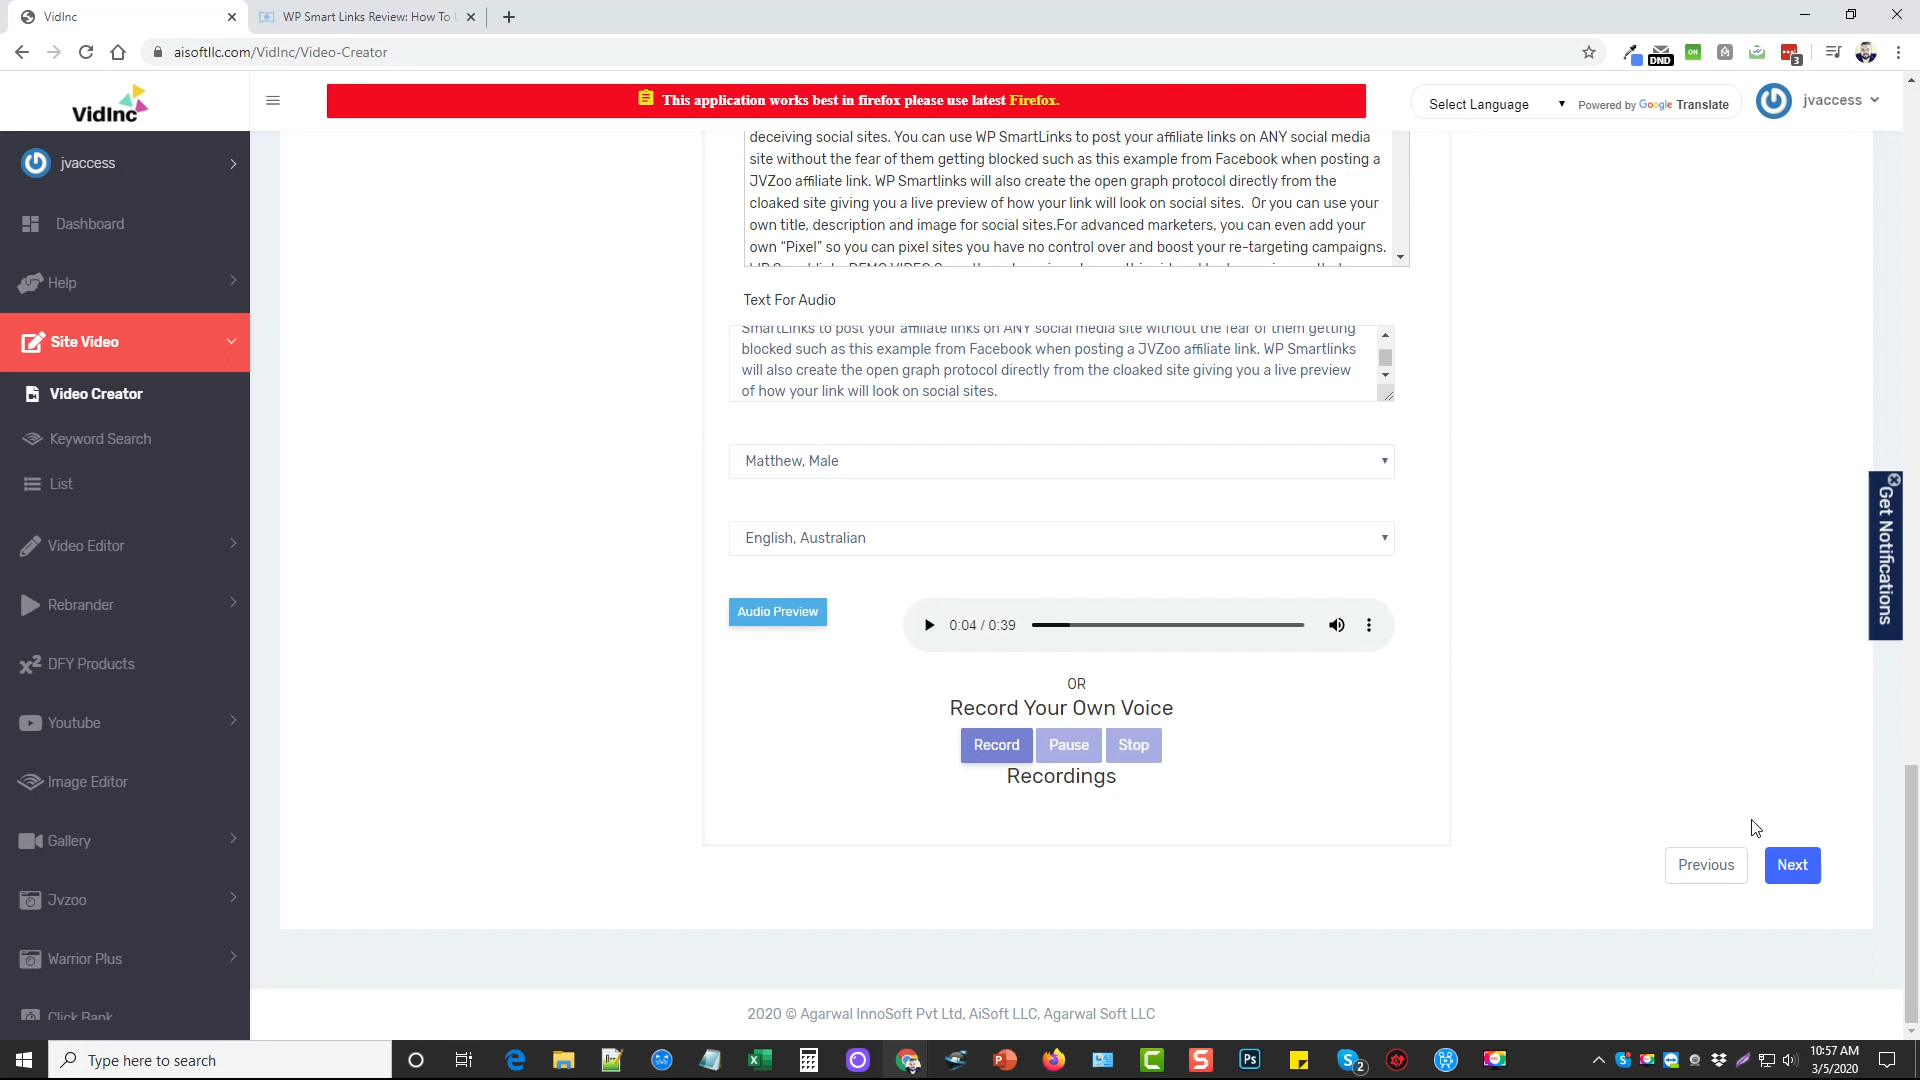 VidInc
WP Smart Links Review: How To
aisoftllc.com/VidInc/Video-Creator
DND
ON
3
VidInc
This application works best in firefox please use latest Firefox.
Select Language
Powered by Google Translate
jvaccess
jvaccess
Dashboard
Help
Site Video
Video Creator
Keyword Search
List
Video Editor
Rebrander
DFY Products
Youtube
Image Editor
Gallery
Jvzoo
Warrior Plus
Click Bank
deceiving social sites. You can use WP SmartLinks to post your affiliate links on ANY social media
site without the fear of them getting blocked such as this example from Facebook when posting a
JVZoo affiliate link. WP Smartlinks will also create the open graph protocol directly from the
cloaked site giving you a live preview of how your link will look on social sites. Or you can use your
own title, description and image for social sites.For advanced marketers, you can even add your
own “Pixel” so you can pixel sites you have no control over and boost your re-targeting campaigns.
Text For Audio
SmartLinks to post your affiliate links on ANY social media site without the fear of them getting
blocked such as this example from Facebook when posting a JVZoo affiliate link. WP Smartlinks
will also create the open graph protocol directly from the cloaked site giving you a live preview
of how your link will look on social sites.
Matthew, Male
English, Australian
Audio Preview
0:04 / 0:39
OR
Record Your Own Voice
Record
Pause
Stop
Recordings
Get Notifications
Previous
Next
2020 © Agarwal InnoSoft Pvt Ltd, AiSoft LLC, Agarwal Soft LLC
Type here to search
2
10:57 AM
3/5/2020